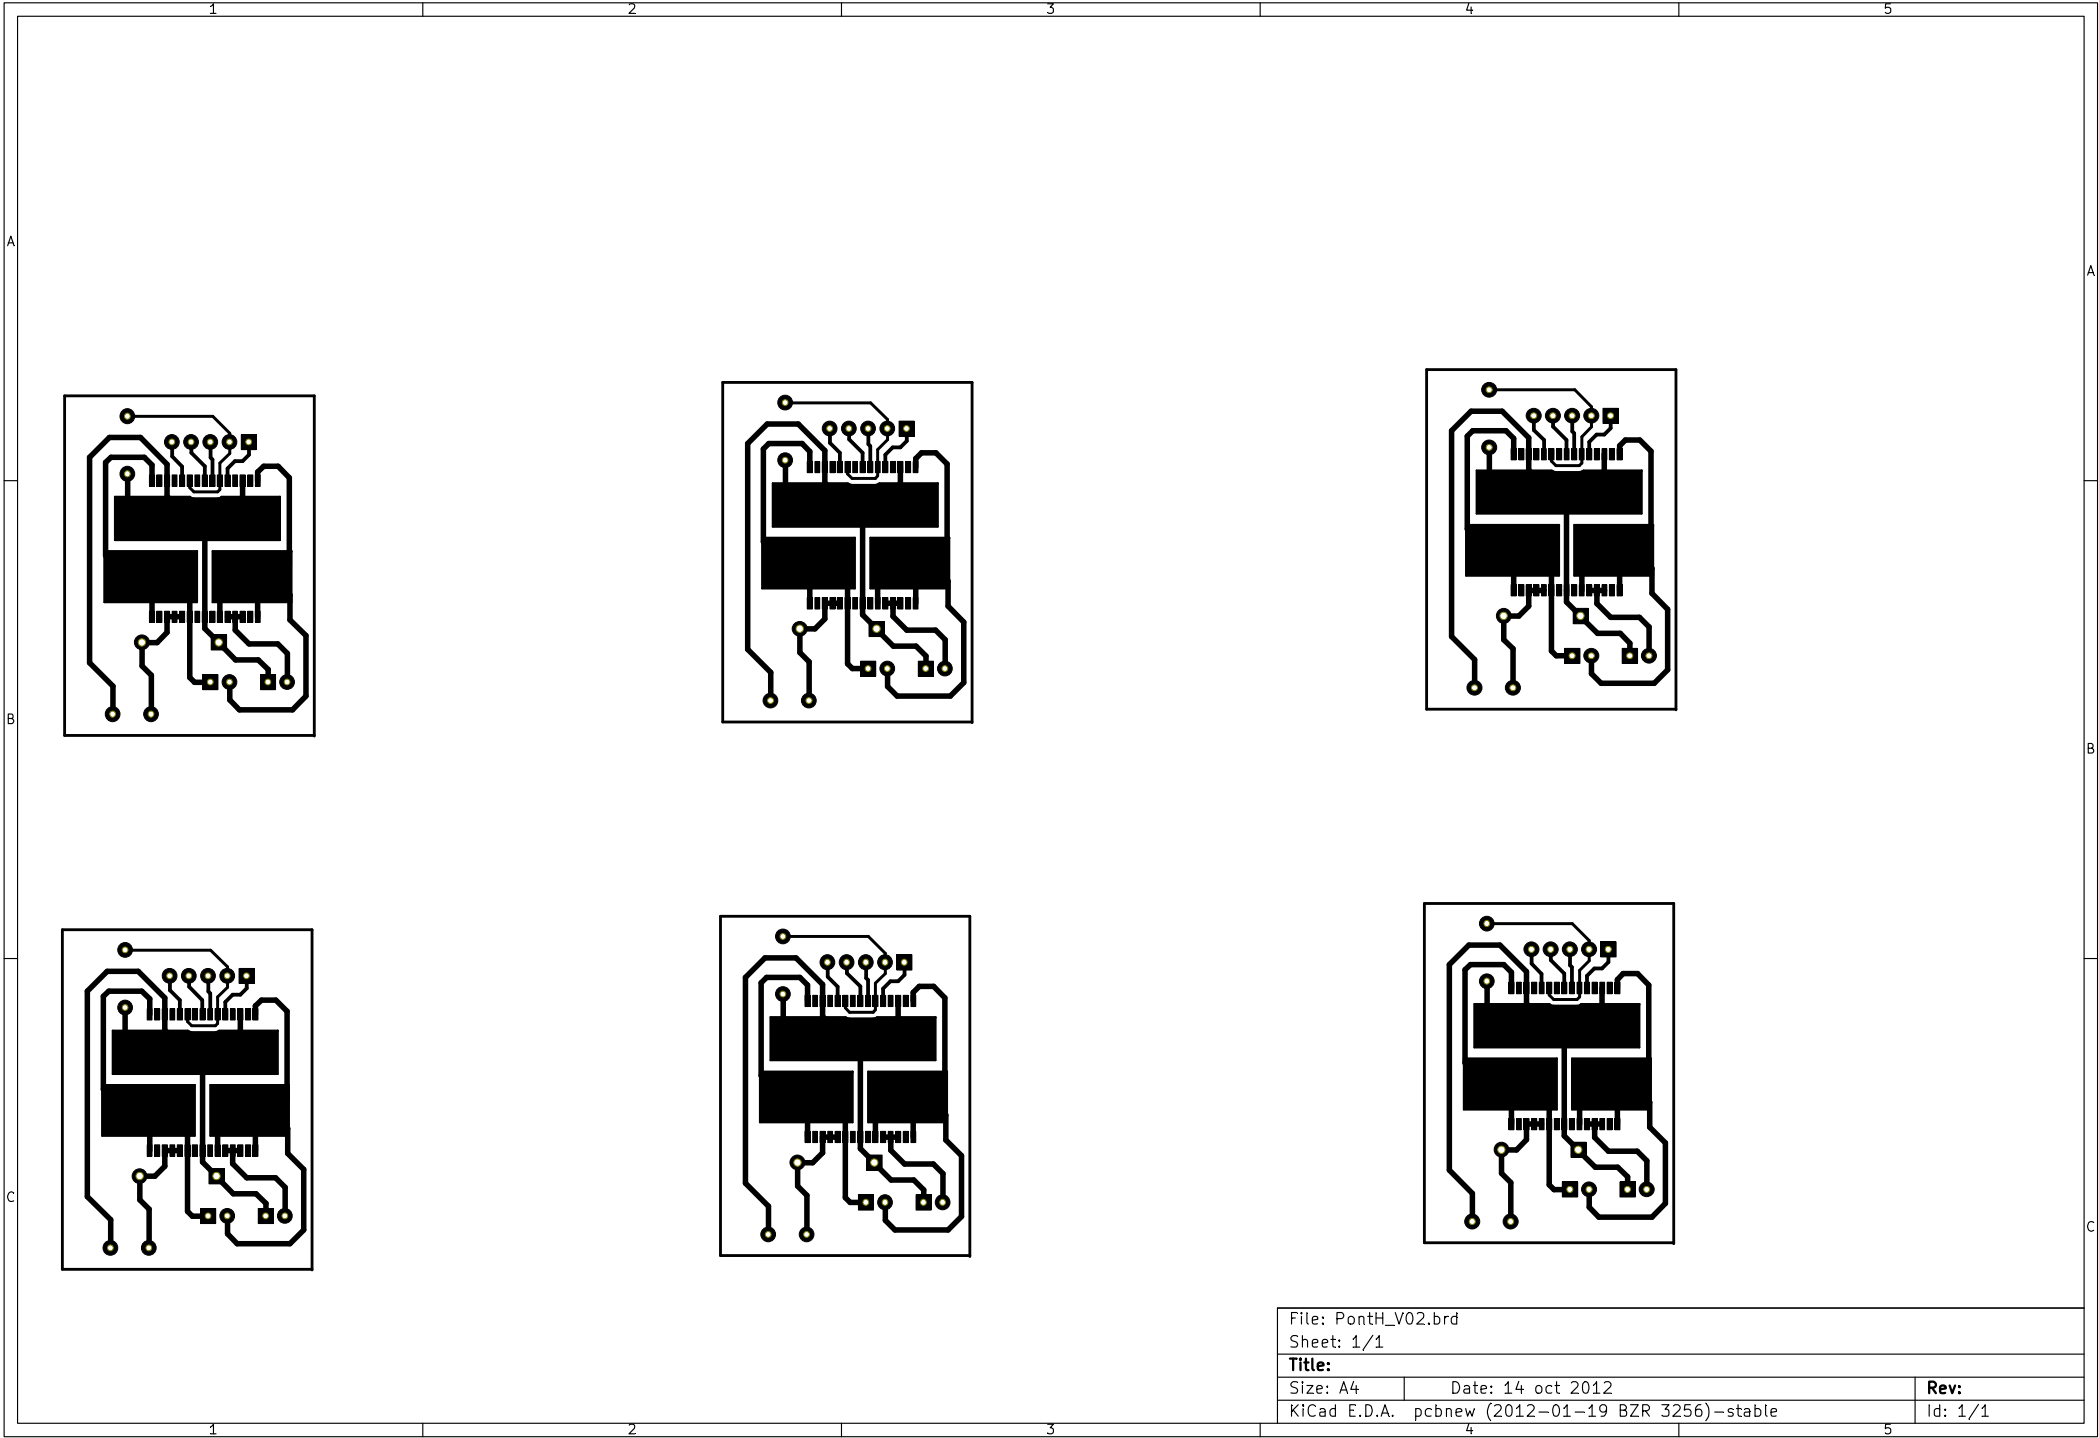 1 2 3 4 5
A A
B B
C C
File: PontH_V02.brd
Sheet: 1/1
Title:
Size: A4 Date: 14 oct 2012 Rev:
KiCad E.D.A. pcbnew (2012-01-19 BZR 3256)-stable Id: 1/1
1 2 3 4 5